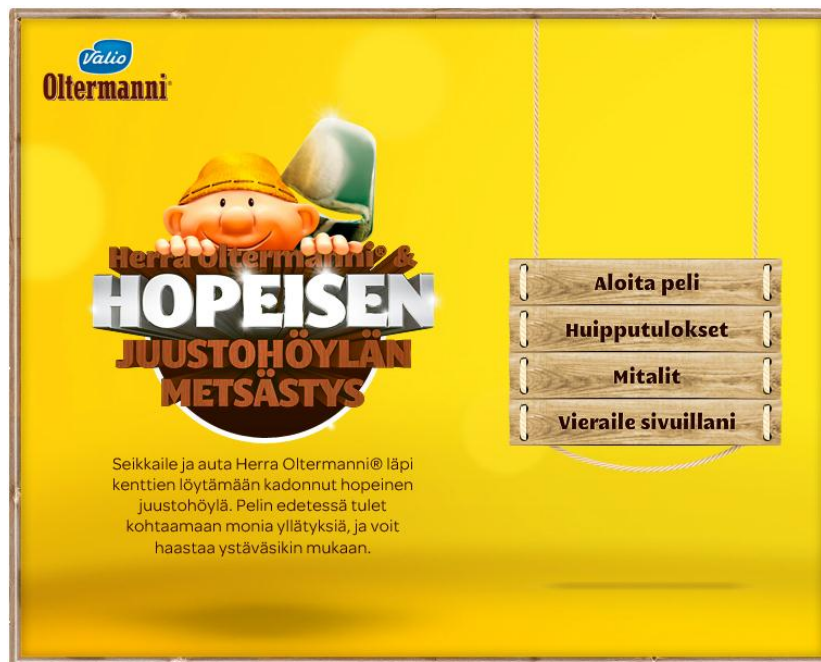 Valio
Oltermanni®
Herra Oltermanni® &
HOPEISEN
JUUSTOHÖYLÄN
METSÄSTYS
Seikkaile ja auta Herra Oltermanni® läpi
kenttien löytämään kadonnut hopeinen
juustohöylä. Pelin edetessä tulet
kohtaamaan monia yllätyksiä, ja voit
haastaa ystäväsikin mukaan.
Aloita peli
Huipputulokset
Mitalit
Vieraile sivuillani